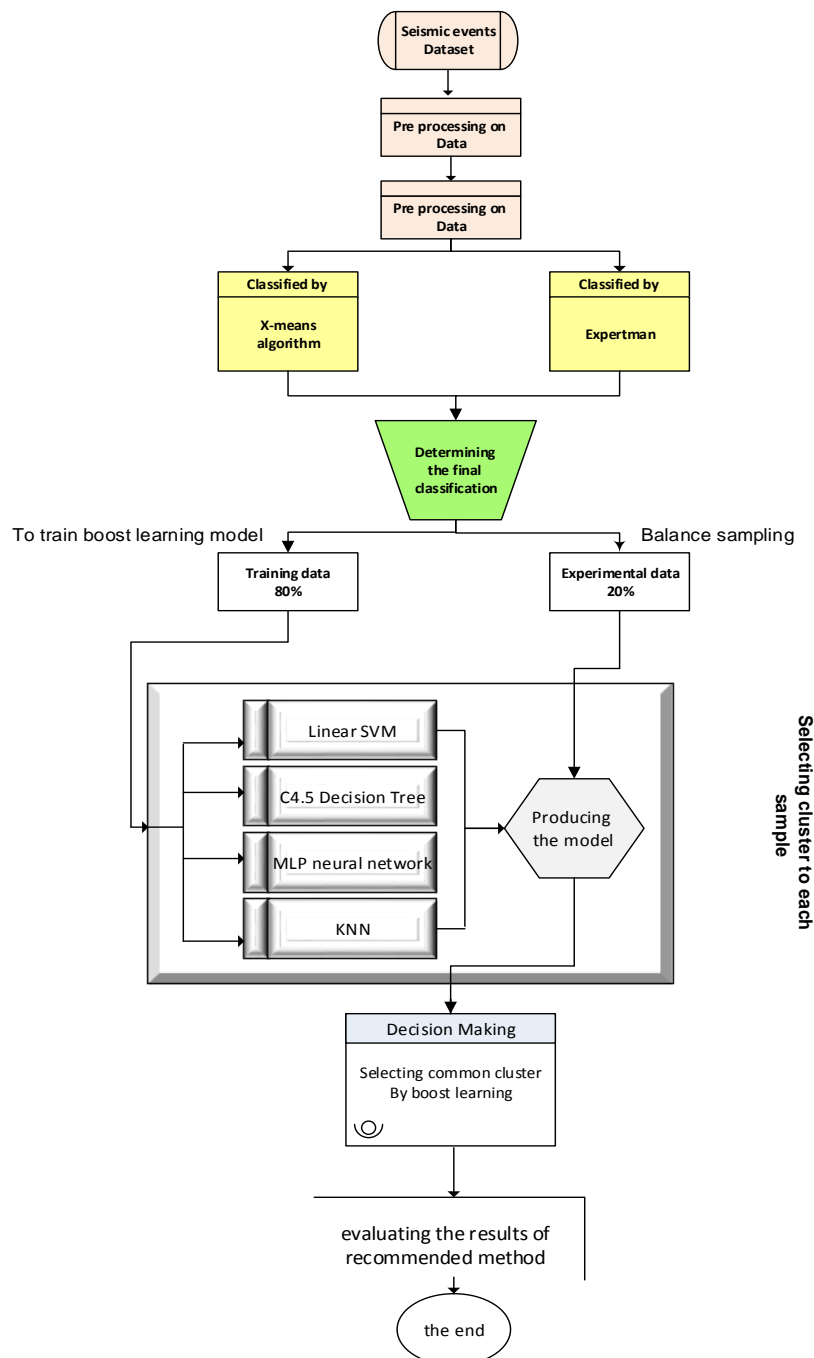 Seismic events
Dataset
Pre processing on
Data
Pre processing on
Data
Classified by
X-means
algorithm
Classified by
Expertman
Determining
the final
classification
To train boost learning model
Balance sampling
Training data
80%
Experimental data
20%
Linear SVM
C4.5 Decision Tree
MLP neural network
KNN
Producing
the model
Selecting cluster to each
sample
Decision Making
Selecting common cluster
By boost learning
evaluating the results of
recommended method
the end